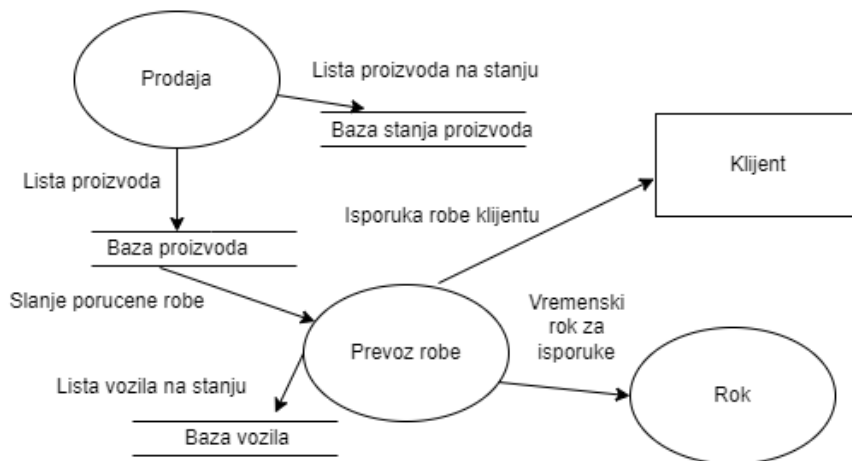 Prodaja
Lista proizvoda na stanju
Baza stanja proizvoda
Klijent
Lista proizvoda
Isporuka robe klijentu
Baza proizvoda
Slanje porucene robe
Vremenski
rok za
isporuke
Prevoz robe
Lista vozila na stanju
Rok
Baza vozila